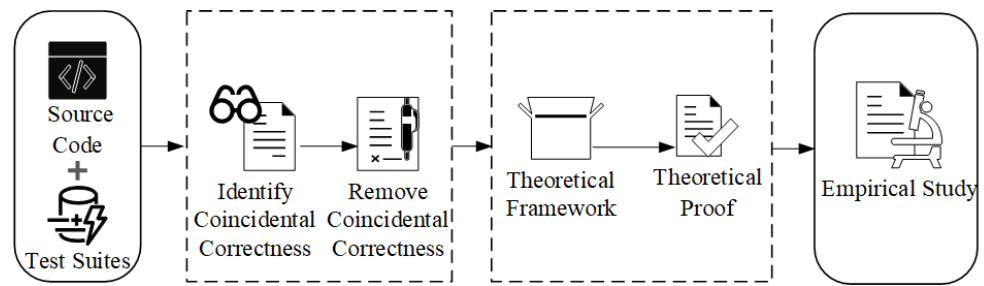 Source
Code
+
Test Suites
Identify
Coincidental
Correctness
Remove
Coincidental
Correctness
Theoretical
Framework
Theoretical
Proof
Empirical Study